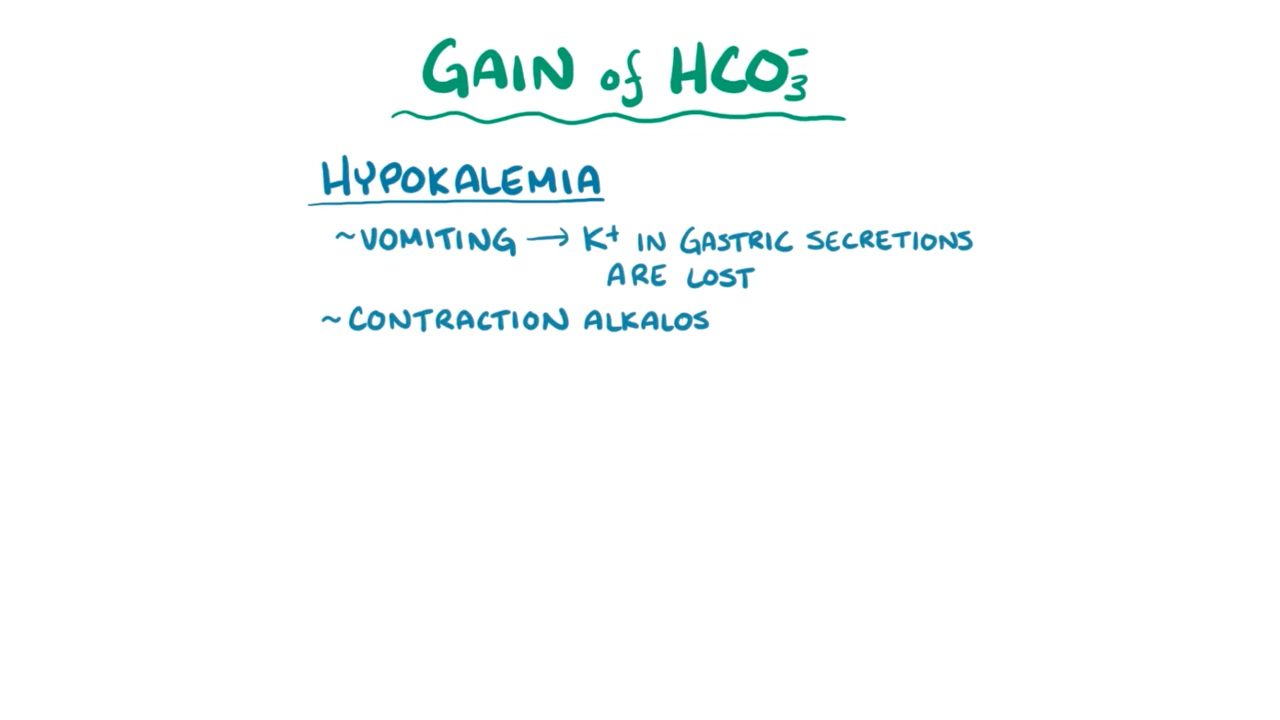 GAIN of HCO₃⁻
HYPOKALEMIA
~VOMITING → K⁺ IN GASTRIC SECRETIONS
ARE LOST
~CONTRACTION ALKALOS